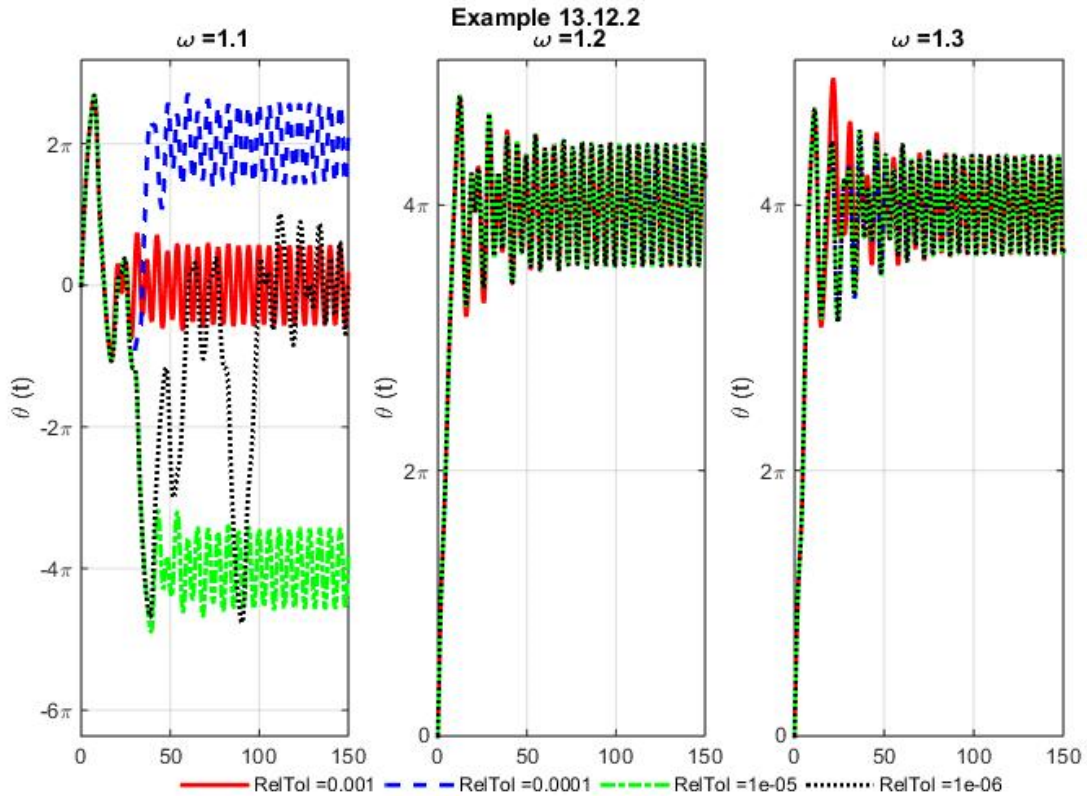 Example 13.12.2
ω =1.1
ω =1.2
ω =1.3
θ (t)
2π
0
-2π
-4π
-6π
0 50 100 150
θ (t)
4π
2π
0
0 50 100 150
θ (t)
4π
2π
0
0 50 100 150
RelTol =0.001 RelTol =0.0001 RelTol =1e-05 RelTol =1e-06